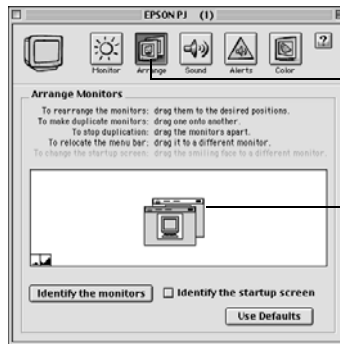 EPSON PJ (1)
Monitor Arrange Sound Alerts Color
?
Arrange Monitors
To rearrange the monitors: drag them to the desired positions.
To make duplicate monitors: drag one onto another.
To stop duplication: drag the monitors apart.
To relocate the menu bar: drag it to a different monitor.
To change the startup screen: drag the smiling face to a different monitor.
Identify the monitors Identify the startup screen
Use Defaults